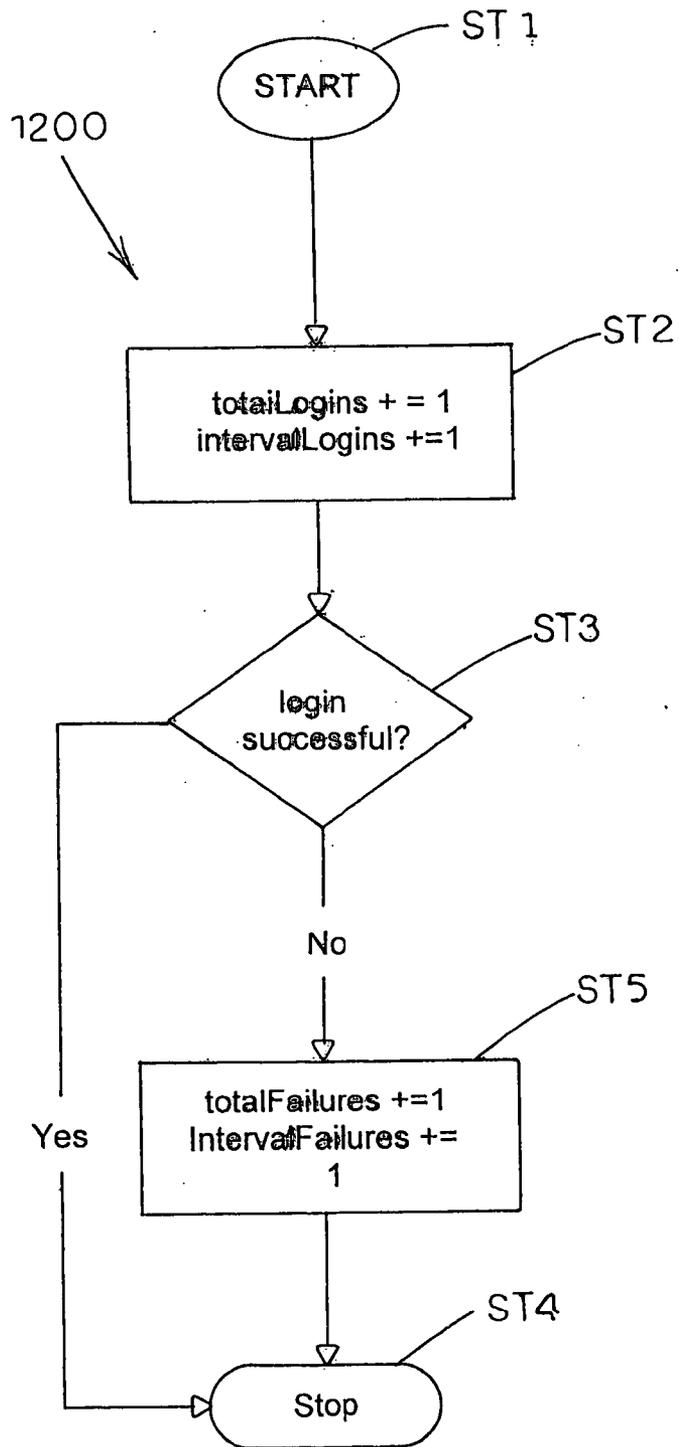 ST 1
START
1200
ST2
totalLogins + = 1
intervalLogins +=1
ST3
login
successful?
No
ST5
totalFailures +=1
IntervalFailures +=
1
Yes
ST4
Stop